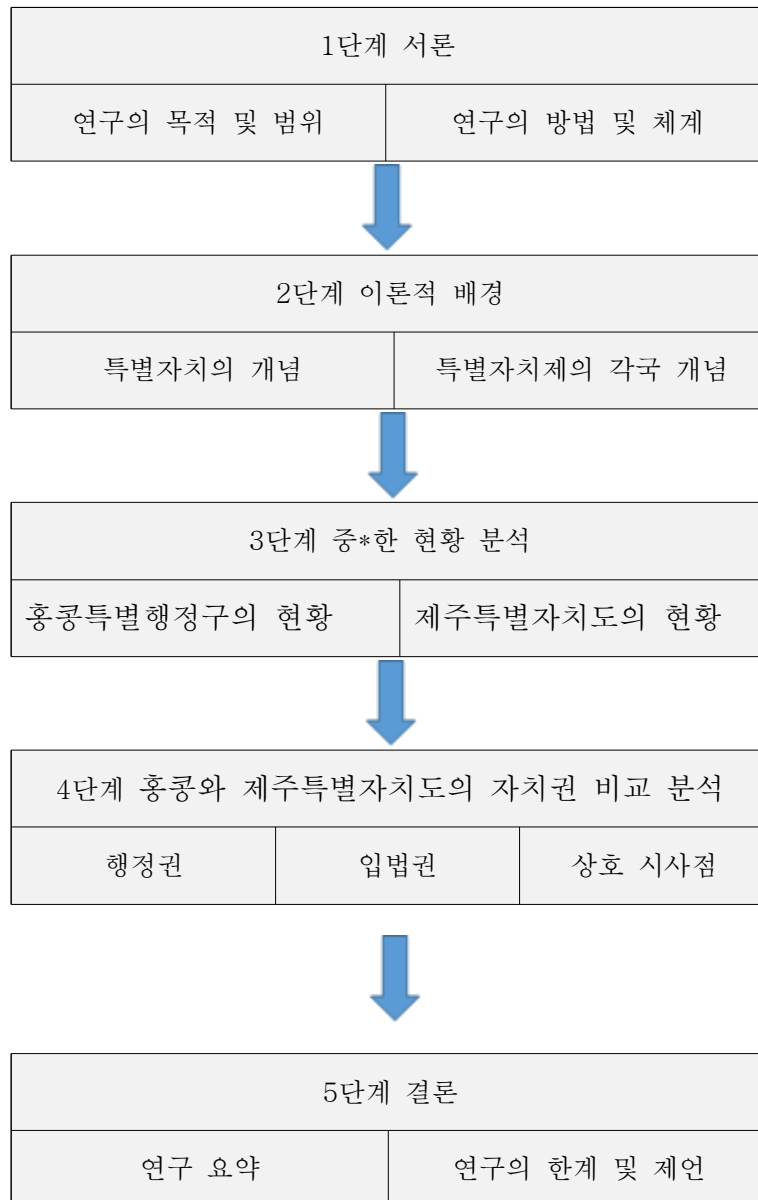 1단계 서론
연구의 목적 및 범위
연구의 방법 및 체계
2단계 이론적 배경
특별자치의 개념
특별자치제의 각국 개념
3단계 중*한 현황 분석
홍콩특별행정구의 현황
제주특별자치도의 현황
4단계 홍콩와 제주특별자치도의 자치권 비교 분석
행정권
입법권
상호 시사점
5단계 결론
연구 요약
연구의 한계 및 제언